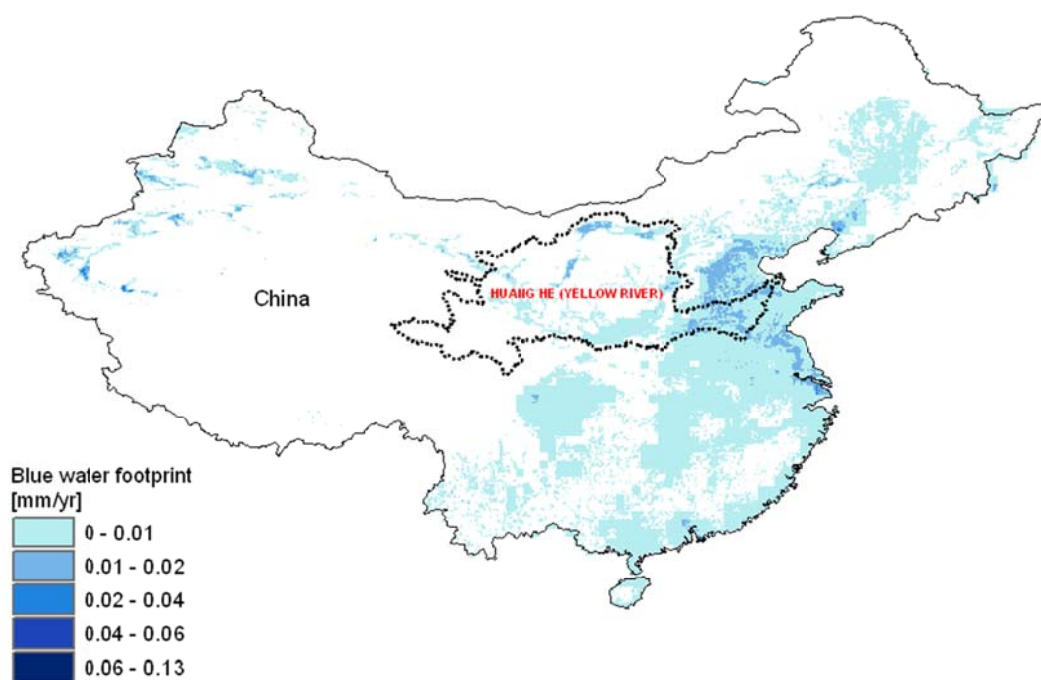 China
HUANG HE (YELLOW RIVER)
Blue water footprint
[mm/yr]
0 - 0.01
0.01 - 0.02
0.02 - 0.04
0.04 - 0.06
0.06 - 0.13